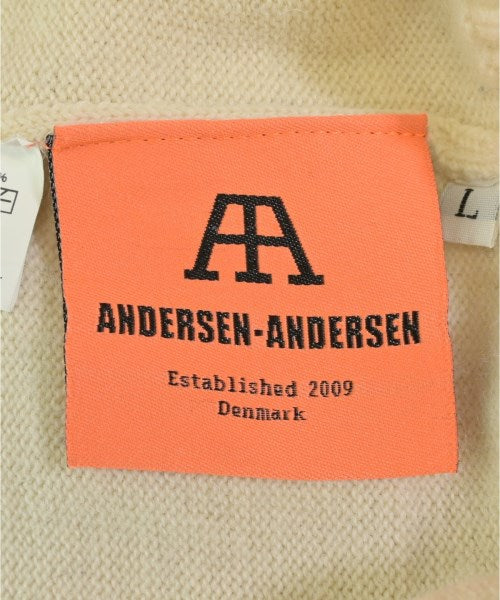 AA
ANDERSEN-ANDERSEN
Established 2009
Denmark
L
%